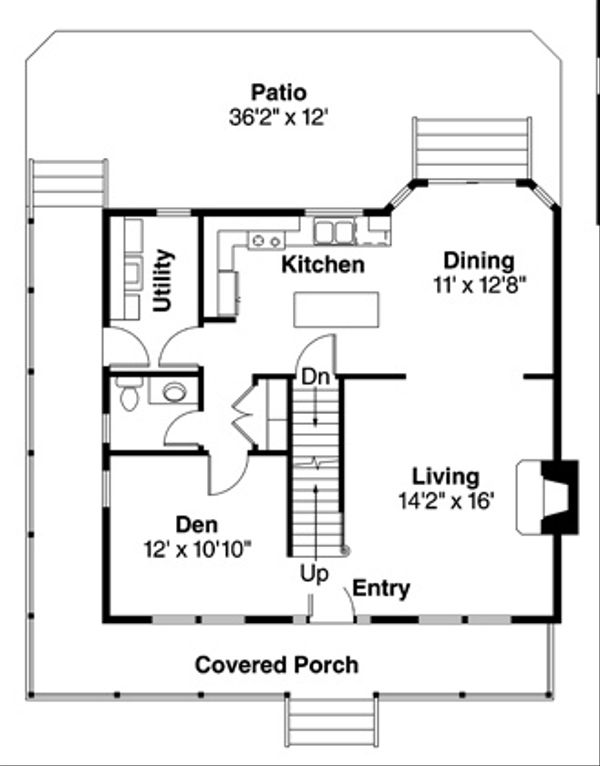 Patio
36'2" x 12'
Utility
Kitchen
Dining
11' x 12'8"
Dn
Living
14'2" x 16'
Den
12' x 10'10"
Up
Entry
Covered Porch